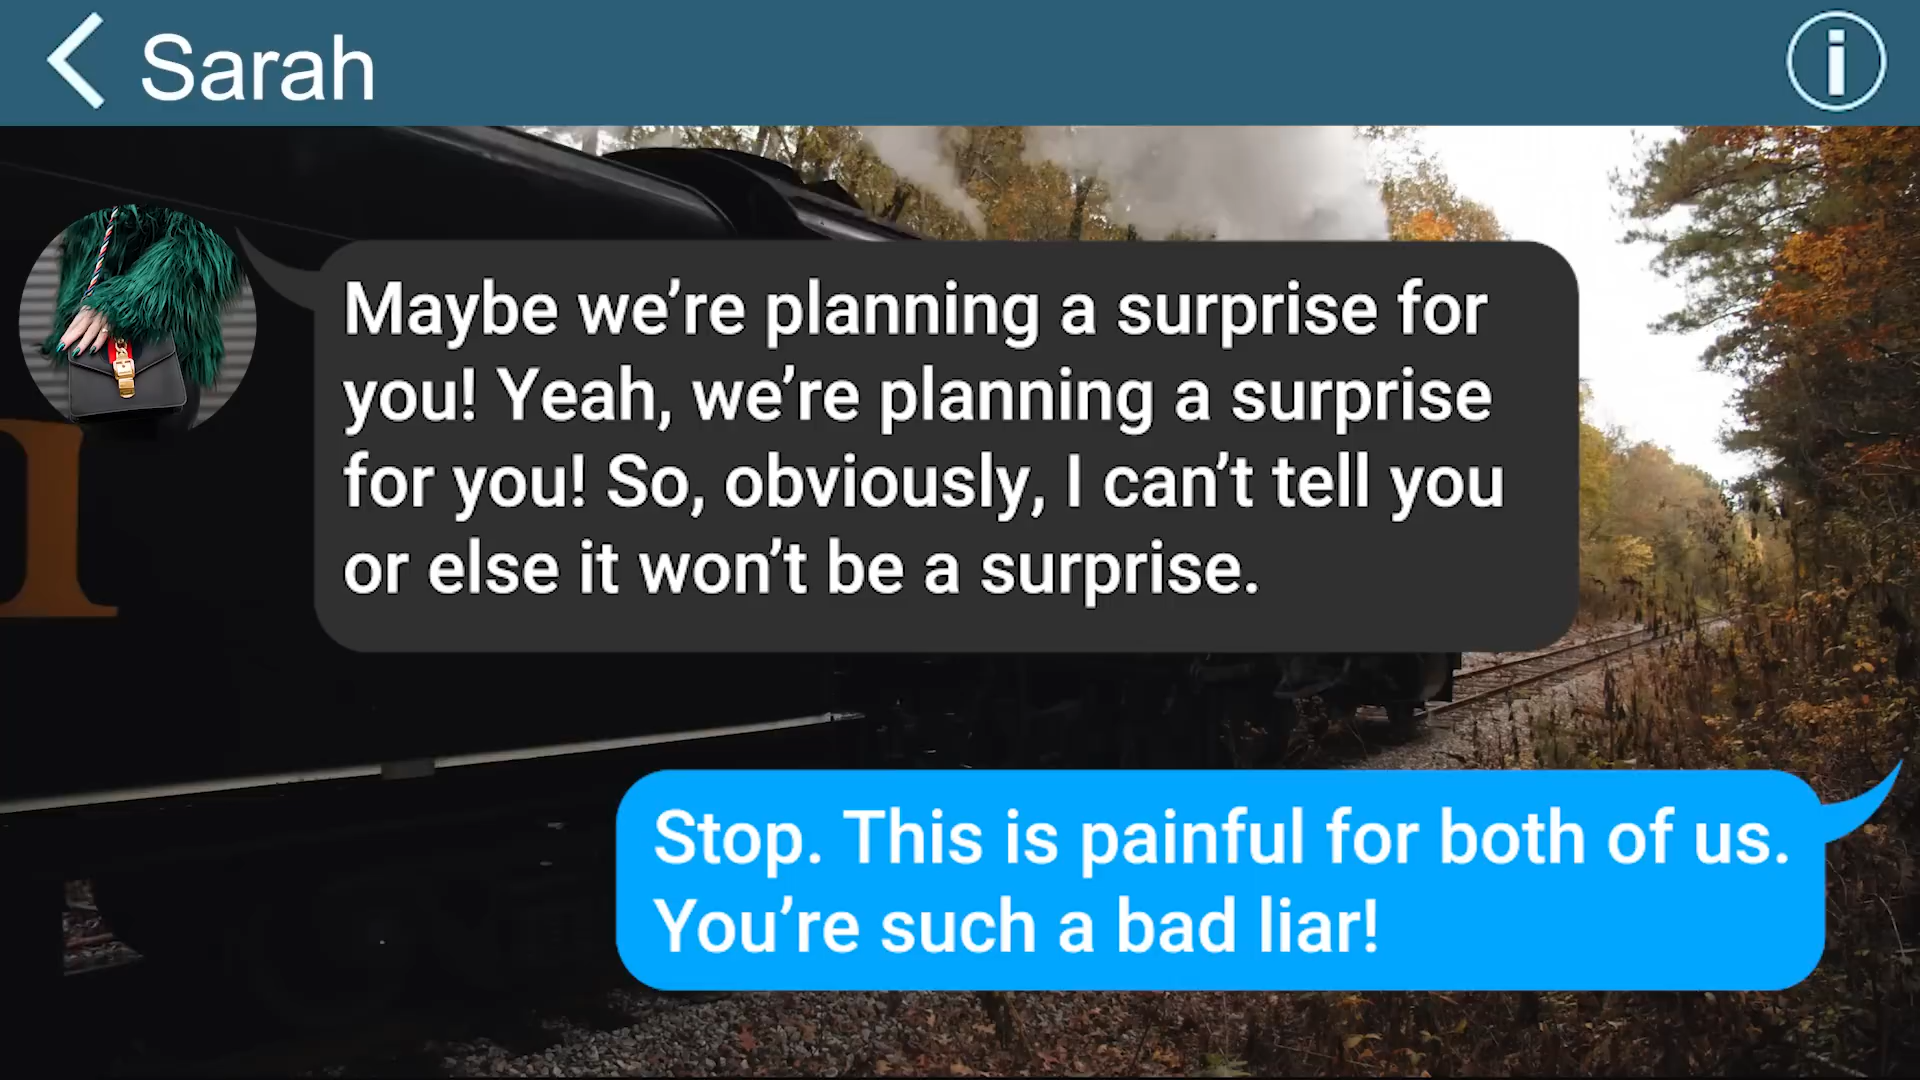 Sarah
Maybe we’re planning a surprise for
you! Yeah, we’re planning a surprise
for you! So, obviously, I can’t tell you
or else it won’t be a surprise.
Stop. This is painful for both of us.
You’re such a bad liar!